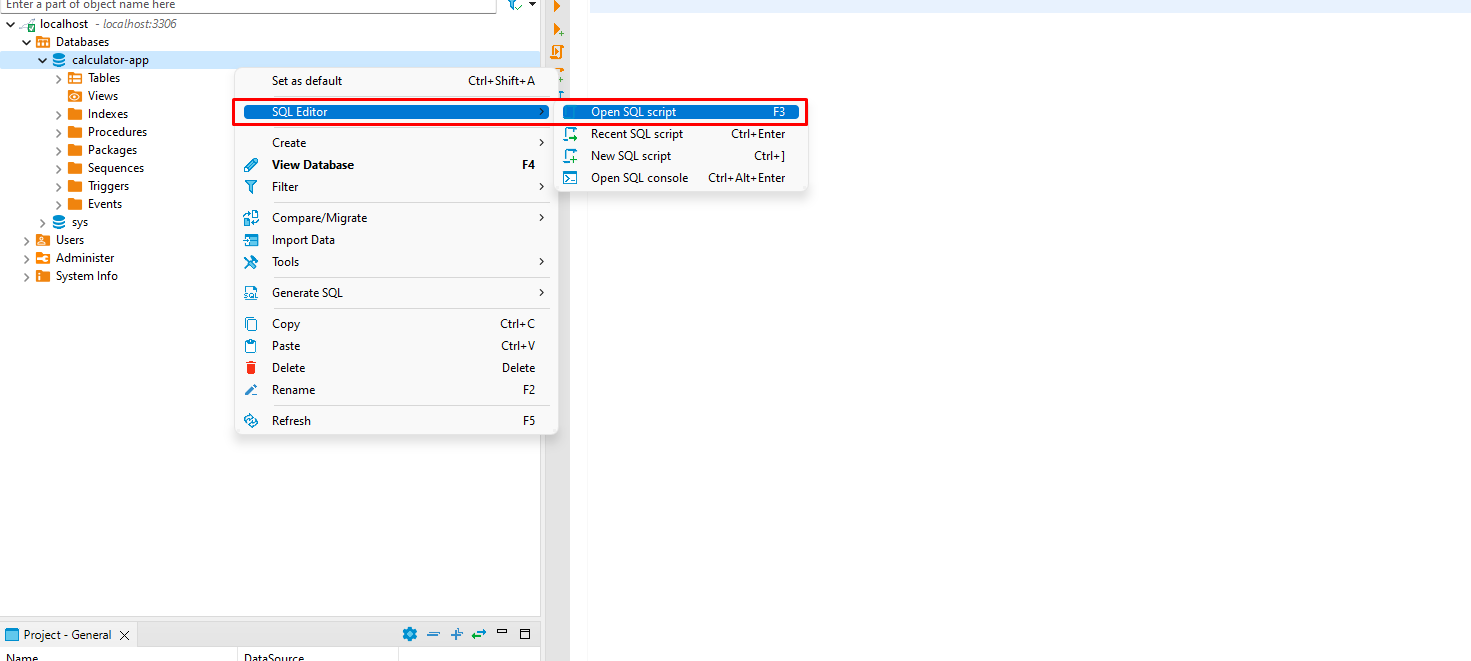 Enter a part of object name here
localhost - localhost:3306
Databases
calculator-app
Tables
Views
Indexes
Procedures
Packages
Sequences
Triggers
Events
sys
Users
Administer
System Info
Set as default Ctrl+Shift+A
SQL Editor
Create
View Database F4
Filter
Compare/Migrate
Import Data
Tools
Generate SQL
Copy Ctrl+C
Paste Ctrl+V
Delete Delete
Rename F2
Refresh F5
Open SQL script F3
Recent SQL script Ctrl+Enter
New SQL script Ctrl+]
Open SQL console Ctrl+Alt+Enter
Project - General
Name DataSource